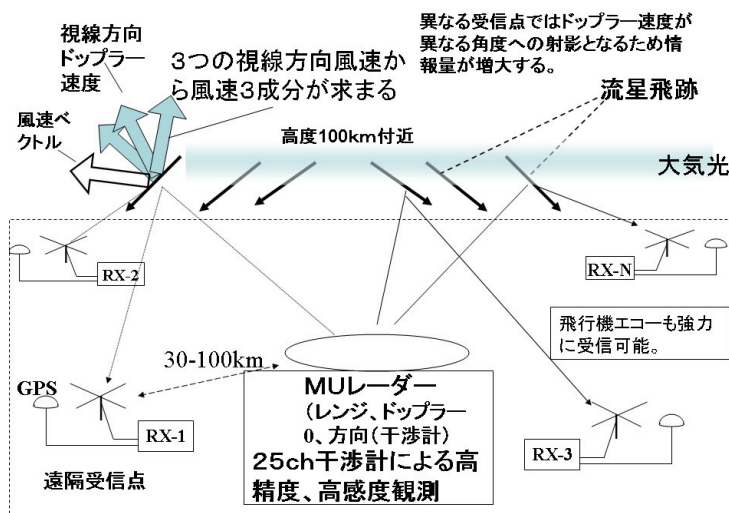 視線方向
ドップラー
速度
3つの視線方向風速か
ら風速3成分が求まる
異なる受信点ではドップラー速度が
異なる角度への射影となるため情
報量が増大する。
流星飛跡
風速ベ
クトル
高度100km付近
大気光
RX-2
RX-N
飛行機エコーも強力
に受信可能。
30-100km
GPS
RX-1
遠隔受信点
MUレーダー
(レンジ、ドップラー
0、方向(干渉計)
25ch干渉計による高
精度、高感度観測
RX-3